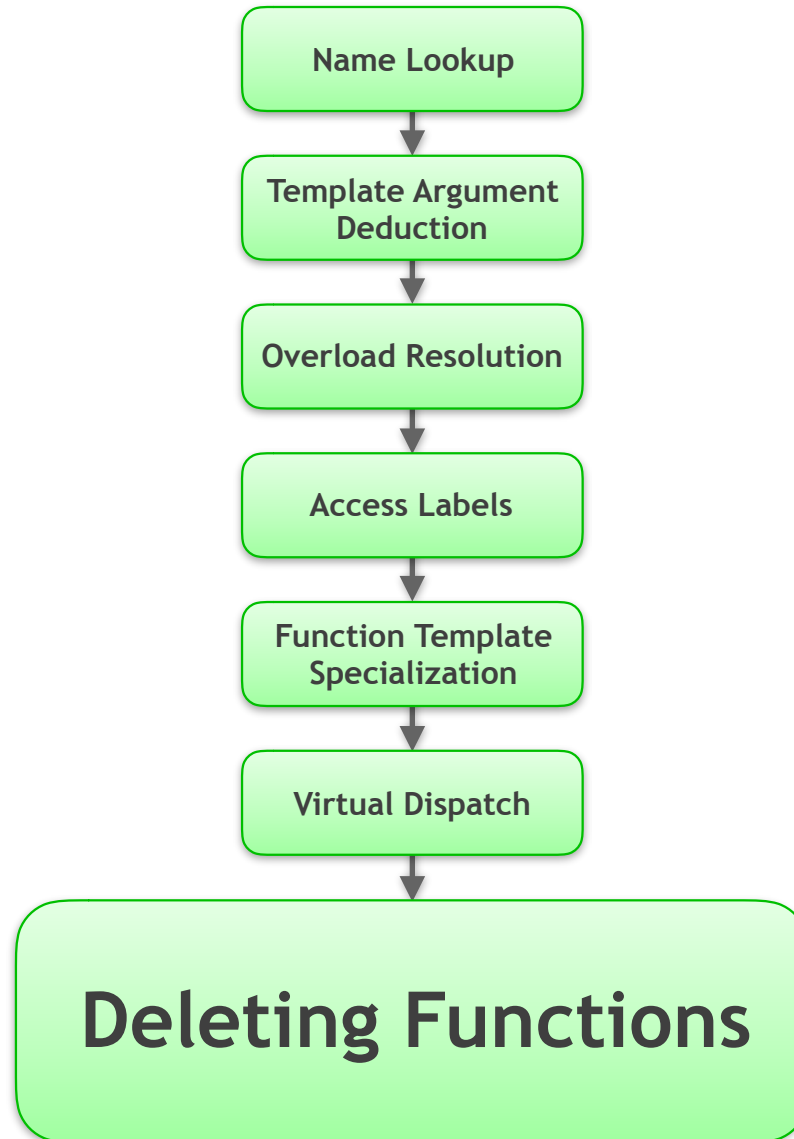 Name Lookup
Template Argument
Deduction
Overload Resolution
Access Labels
Function Template
Specialization
Virtual Dispatch
Deleting Functions